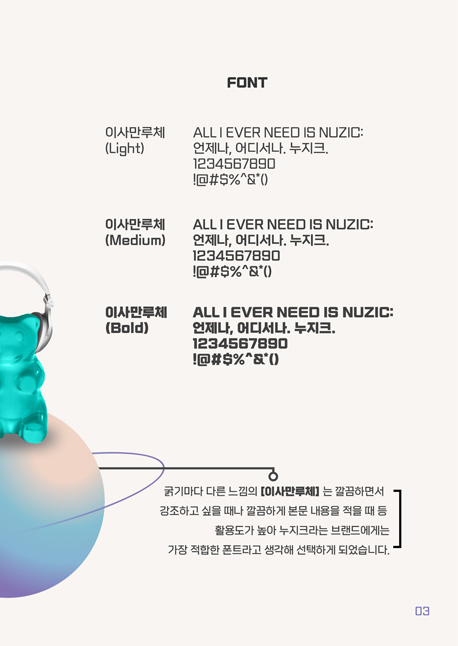 FONT
이사만루체
(Light)
ALL I EVER NEED IS NUZIC:
언제나, 어디서나. 누지크.
1234567890
!@#$%^&*()
이사만루체
(Medium)
ALL I EVER NEED IS NUZIC:
언제나, 어디서나. 누지크.
1234567890
!@#$%^&*()
이사만루체
(Bold)
ALL I EVER NEED IS NUZIC:
언제나, 어디서나. 누지크.
1234567890
!@#$%^&*()
굵기마다 다른 느낌의 [이사만루체] 는 깔끔하면서
강조하고 싶을 때나 깔끔하게 본문 내용을 적을 때 등
활용도가 높아 누지크라는 브랜드에게는
가장 적합한 폰트라고 생각해 선택하게 되었습니다.
03